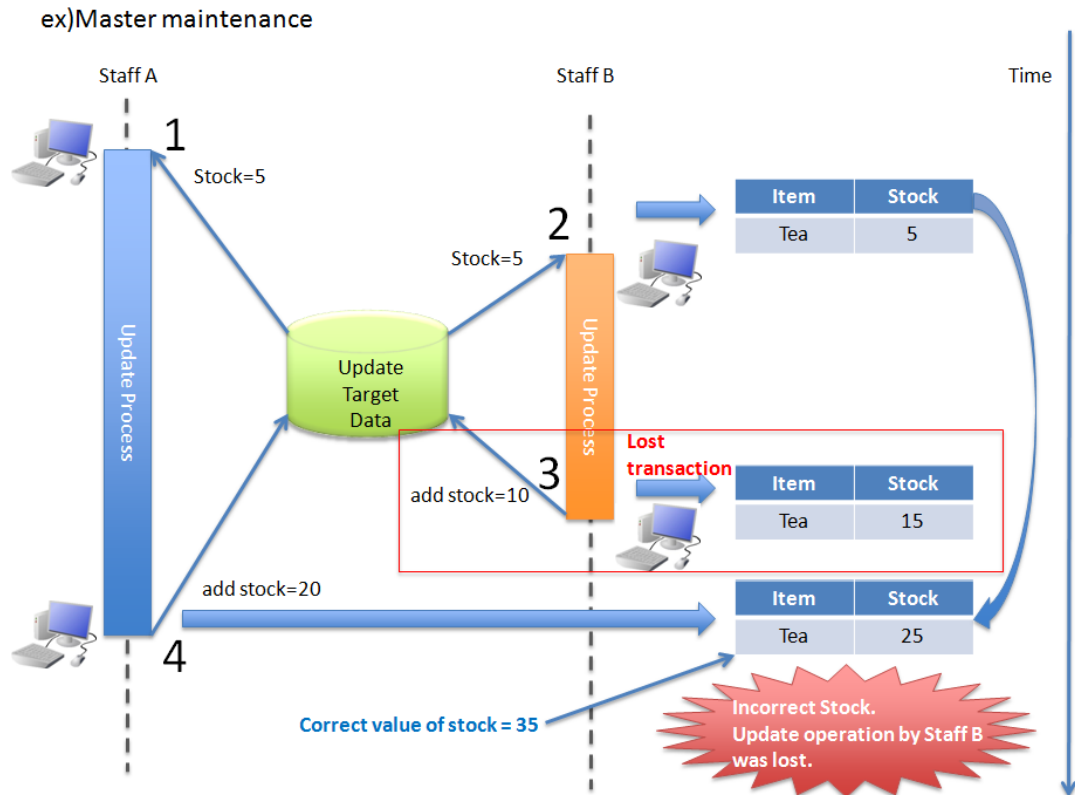 ex)Master maintenance
Staff A
Staff B
Time
1
Stock=5
2
Stock=5
Item Stock
Tea 5
Update Process
Update
Target
Data
Update Process
Lost
transaction
3
add stock=10
Item Stock
Tea 15
add stock=20
4
Item Stock
Tea 25
Correct value of stock = 35
Incorrect Stock.
Update operation by Staff B
was lost.